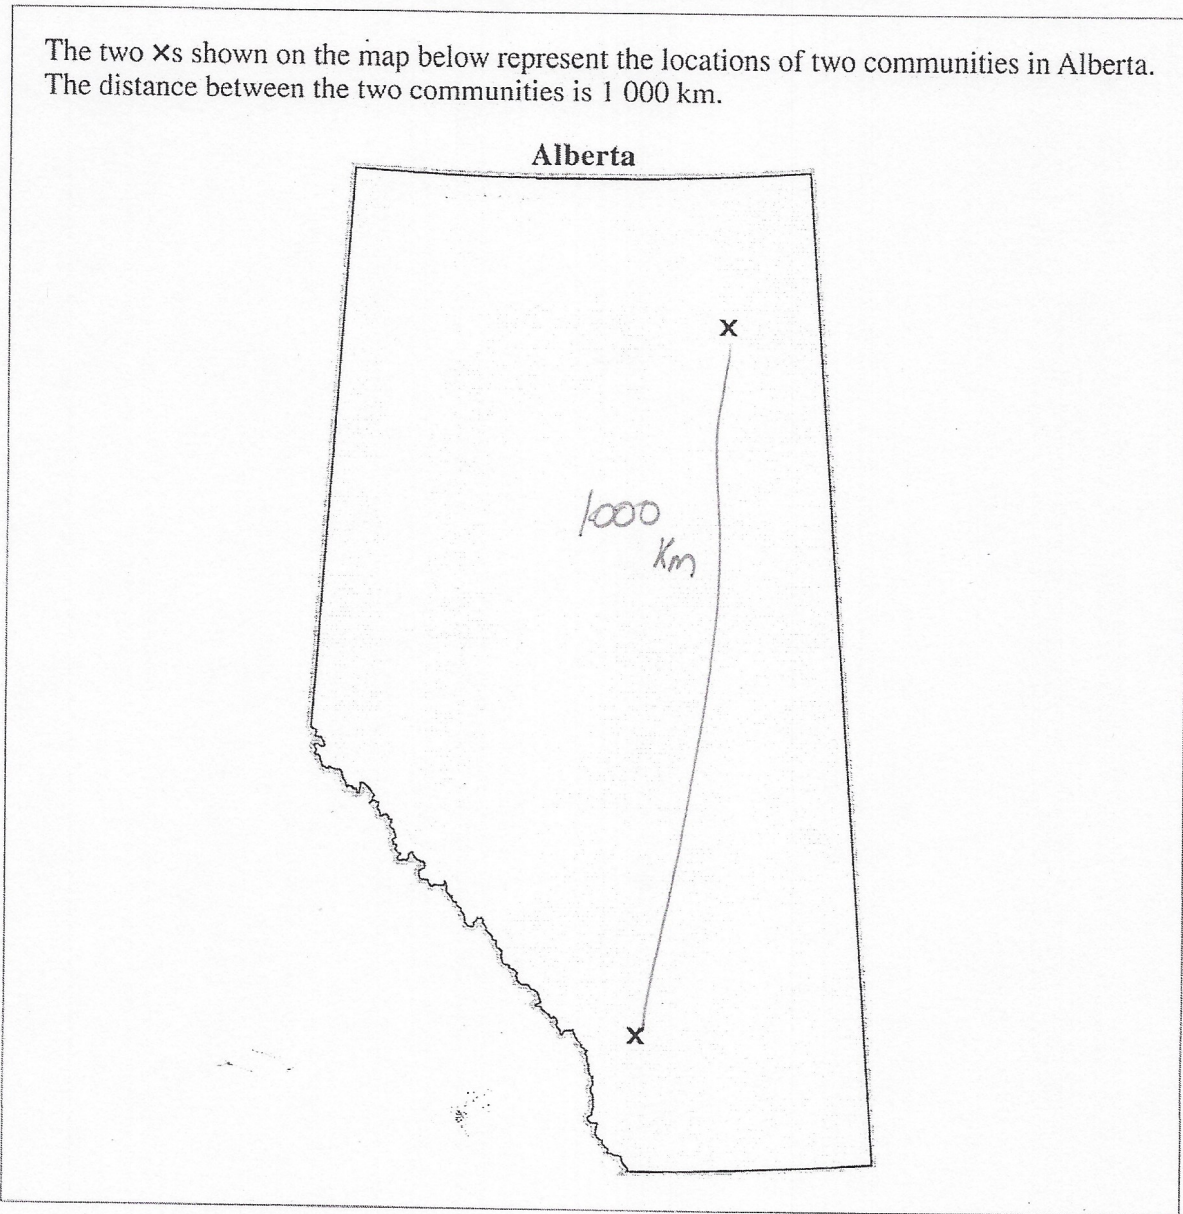 The two xs shown on the map below represent the locations of two communities in Alberta.
The distance between the two communities is 1 000 km.
Alberta
x
1000
Km
x